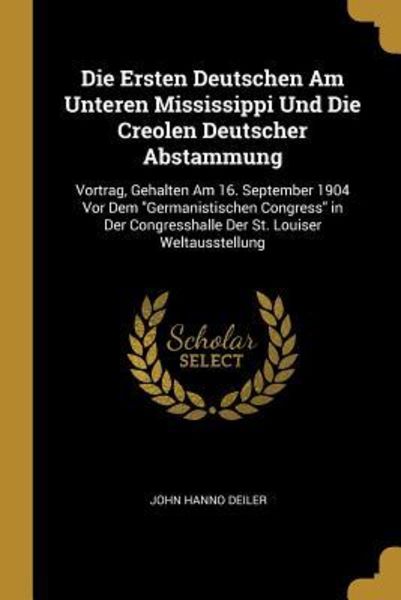 Die Ersten Deutschen Am
Unteren Mississippi Und Die
Creolen Deutscher
Abstammung
Vortrag, Gehalten Am 16. September 1904
Vor Dem "Germanistischen Congress" in
Der Congresshalle Der St. Louiser
Weltausstellung
Scholar
SELECT
JOHN HANNO DEILER